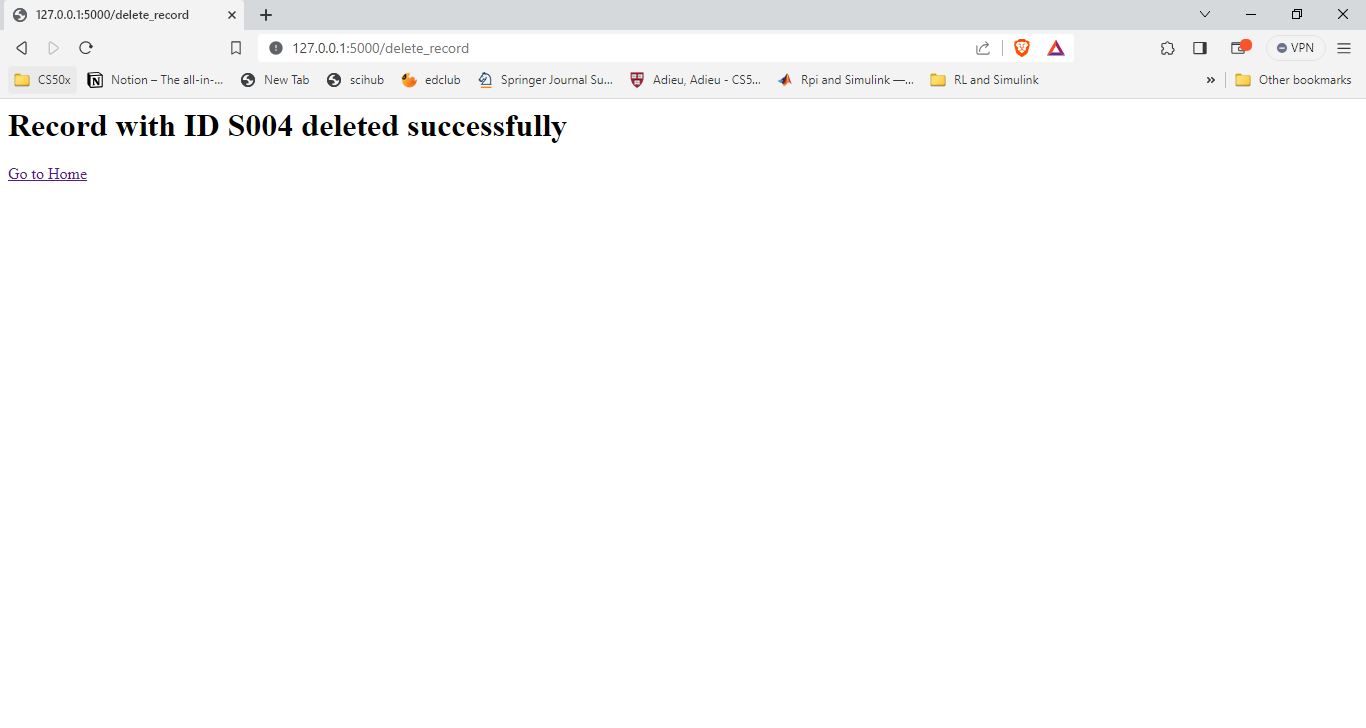 127.0.0.1:5000/delete_record
127.0.0.1:5000/delete_record
VPN
CS50x
Notion – The all-in-...
New Tab
scihub
edclub
Springer Journal Su...
Adieu, Adieu - CS5...
Rpi and Simulink —...
RL and Simulink
»
Other bookmarks
Record with ID S004 deleted successfully
Go to Home